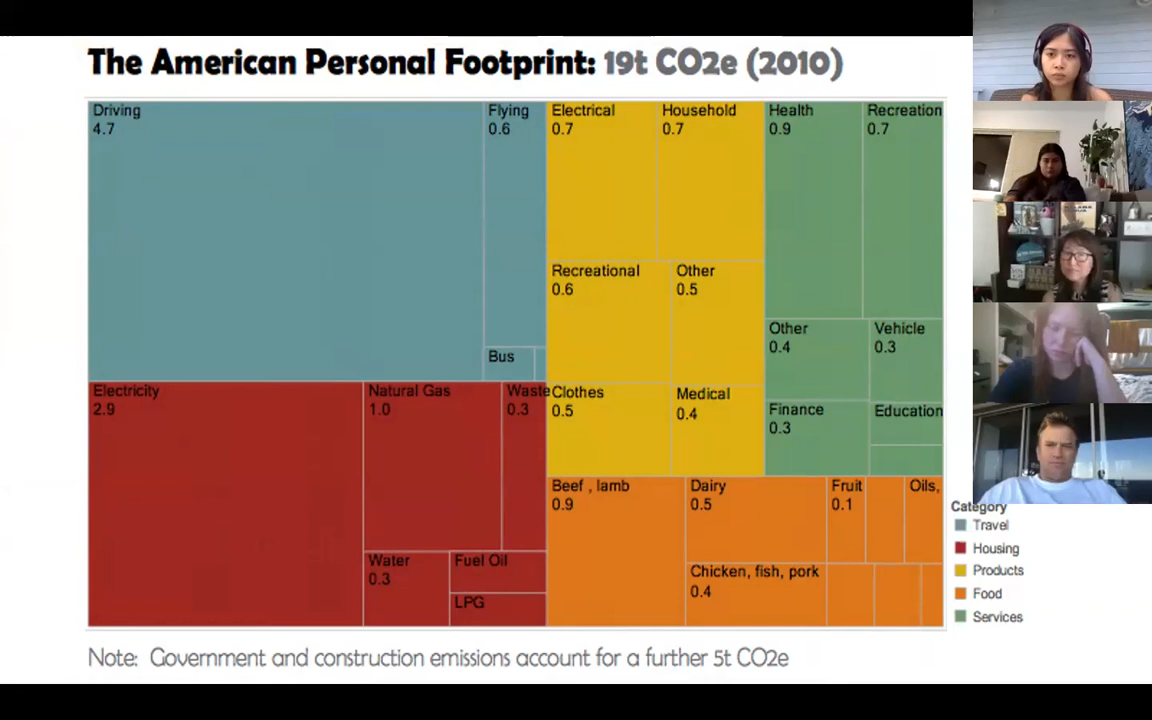 The American Personal Footprint: 19t CO2e (2010)
Driving
4.7
Flying
0.6
Bus
Electricity
2.9
Natural Gas
1.0
Waste
0.3
Water
0.3
Fuel Oil
LPG
Electrical
0.7
Household
0.7
Recreational
0.6
Other
0.5
Clothes
0.5
Medical
0.4
Health
0.9
Recreation
0.7
Other
0.4
Vehicle
0.3
Finance
0.3
Education
Beef , lamb
0.9
Dairy
0.5
Fruit
0.1
Oils,
Chicken, fish, pork
0.4
Category
Travel
Housing
Products
Food
Services
Note: Government and construction emissions account for a further 5t CO2e